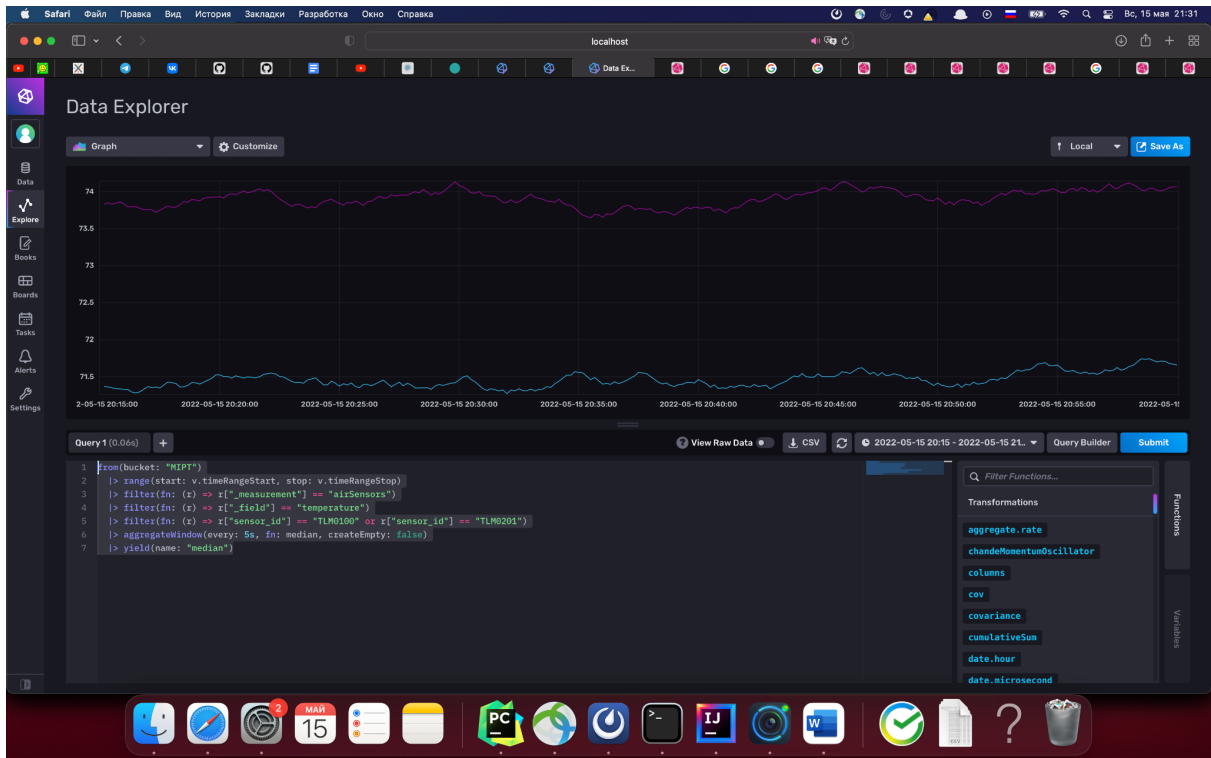 Safari Файл Правка Вид История Закладки Разработка Окно Справка Вс, 15 мая 21:31
localhost
Data Ex...
Data Explorer
Graph Customize Local Save As
Data
Explore
Books
Boards
Tasks
Alerts
Settings
74
73.5
73
72.5
72
71.5
2-05-15 20:15:00 2022-05-15 20:20:00 2022-05-15 20:25:00 2022-05-15 20:30:00 2022-05-15 20:35:00 2022-05-15 20:40:00 2022-05-15 20:45:00 2022-05-15 20:50:00 2022-05-15 20:55:00 2022-05-1!
Query 1 (0.06s) + ? View Raw Data CSV 2022-05-15 20:15 - 2022-05-15 21... Query Builder Submit
1 from(bucket: "MIPT")
2 |> range(start: v.timeRangeStart, stop: v.timeRangeStop)
3 |> filter(fn: (r) => r["_measurement"] == "airSensors")
4 |> filter(fn: (r) => r["_field"] == "temperature")
5 |> filter(fn: (r) => r["sensor_id"] == "TLM0100" or r["sensor_id"] == "TLM0201")
6 |> aggregateWindow(every: 5s, fn: median, createEmpty: false)
7 |> yield(name: "median")
Filter Functions...
Transformations
aggregate.rate
chandeMomentumOscillator
columns
cov
covariance
cumulativeSum
date.hour
date.microsecond
Functions
Variables
2
МАЙ
15
PC
>_
IJ
W
CSV
?